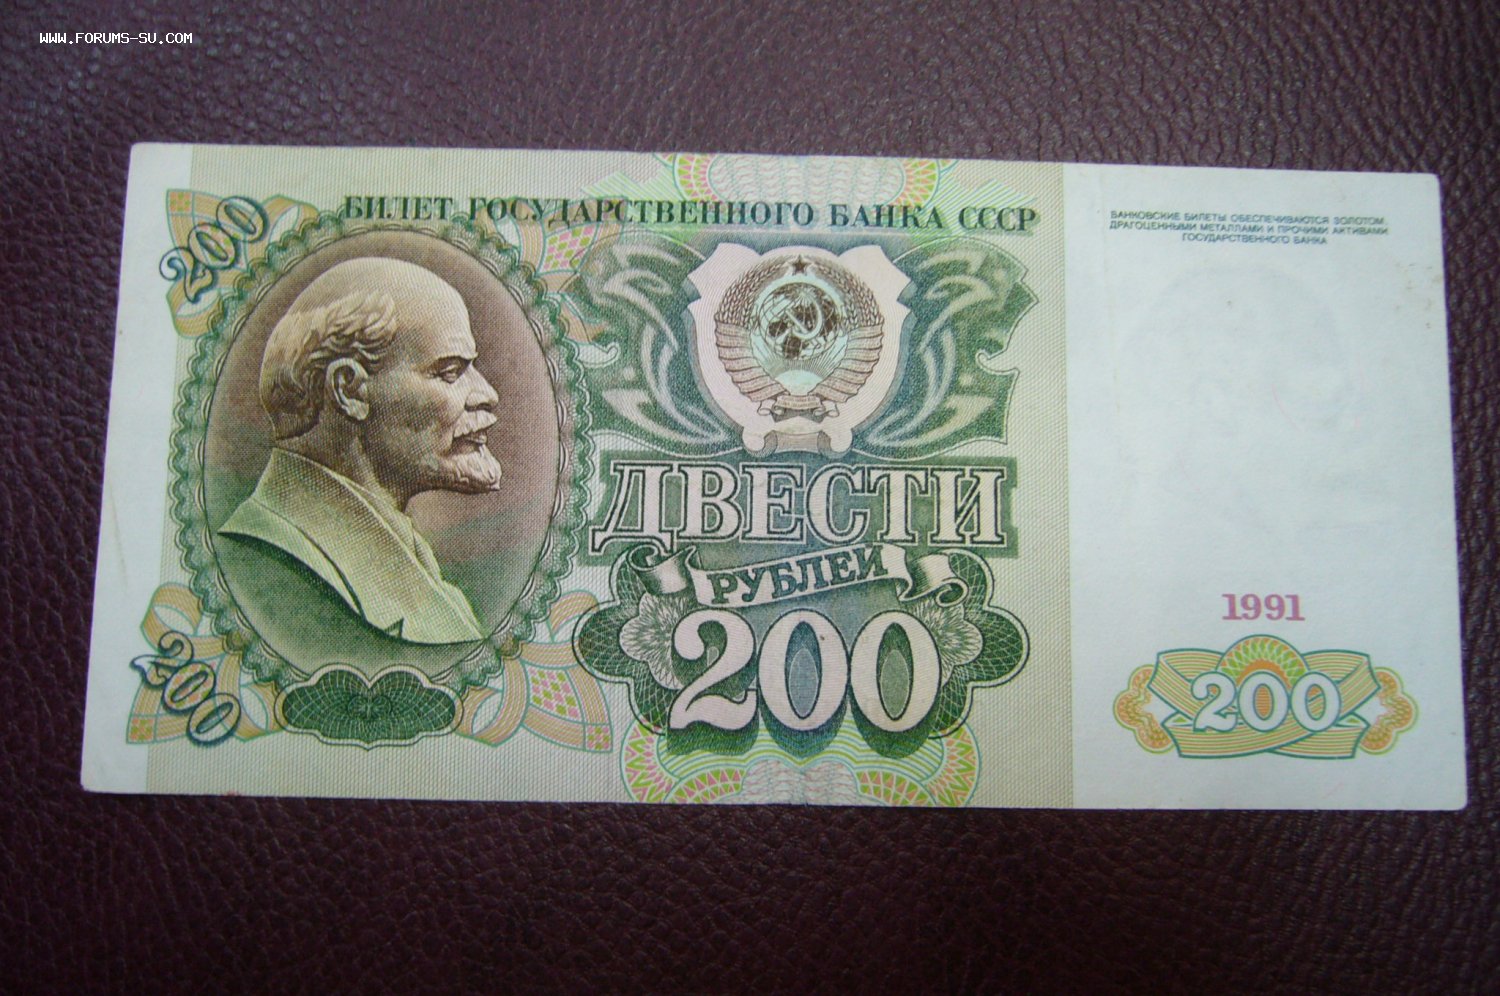 WWW.FORUMS-SU.COM
БИЛЕТ ГОСУДАРСТВЕННОГО БАНКА СССР
БАНКОВСКИЕ БИЛЕТЫ ОБЕСПЕЧИВАЮТСЯ ЗОЛОТОМ,
ДРАГОЦЕННЫМИ МЕТАЛЛАМИ И ПРОЧИМИ АКТИВАМИ
ГОСУДАРСТВЕННОГО БАНКА
200
ДВЕСТИ
РУБЛЕЙ
200
200
1991
200